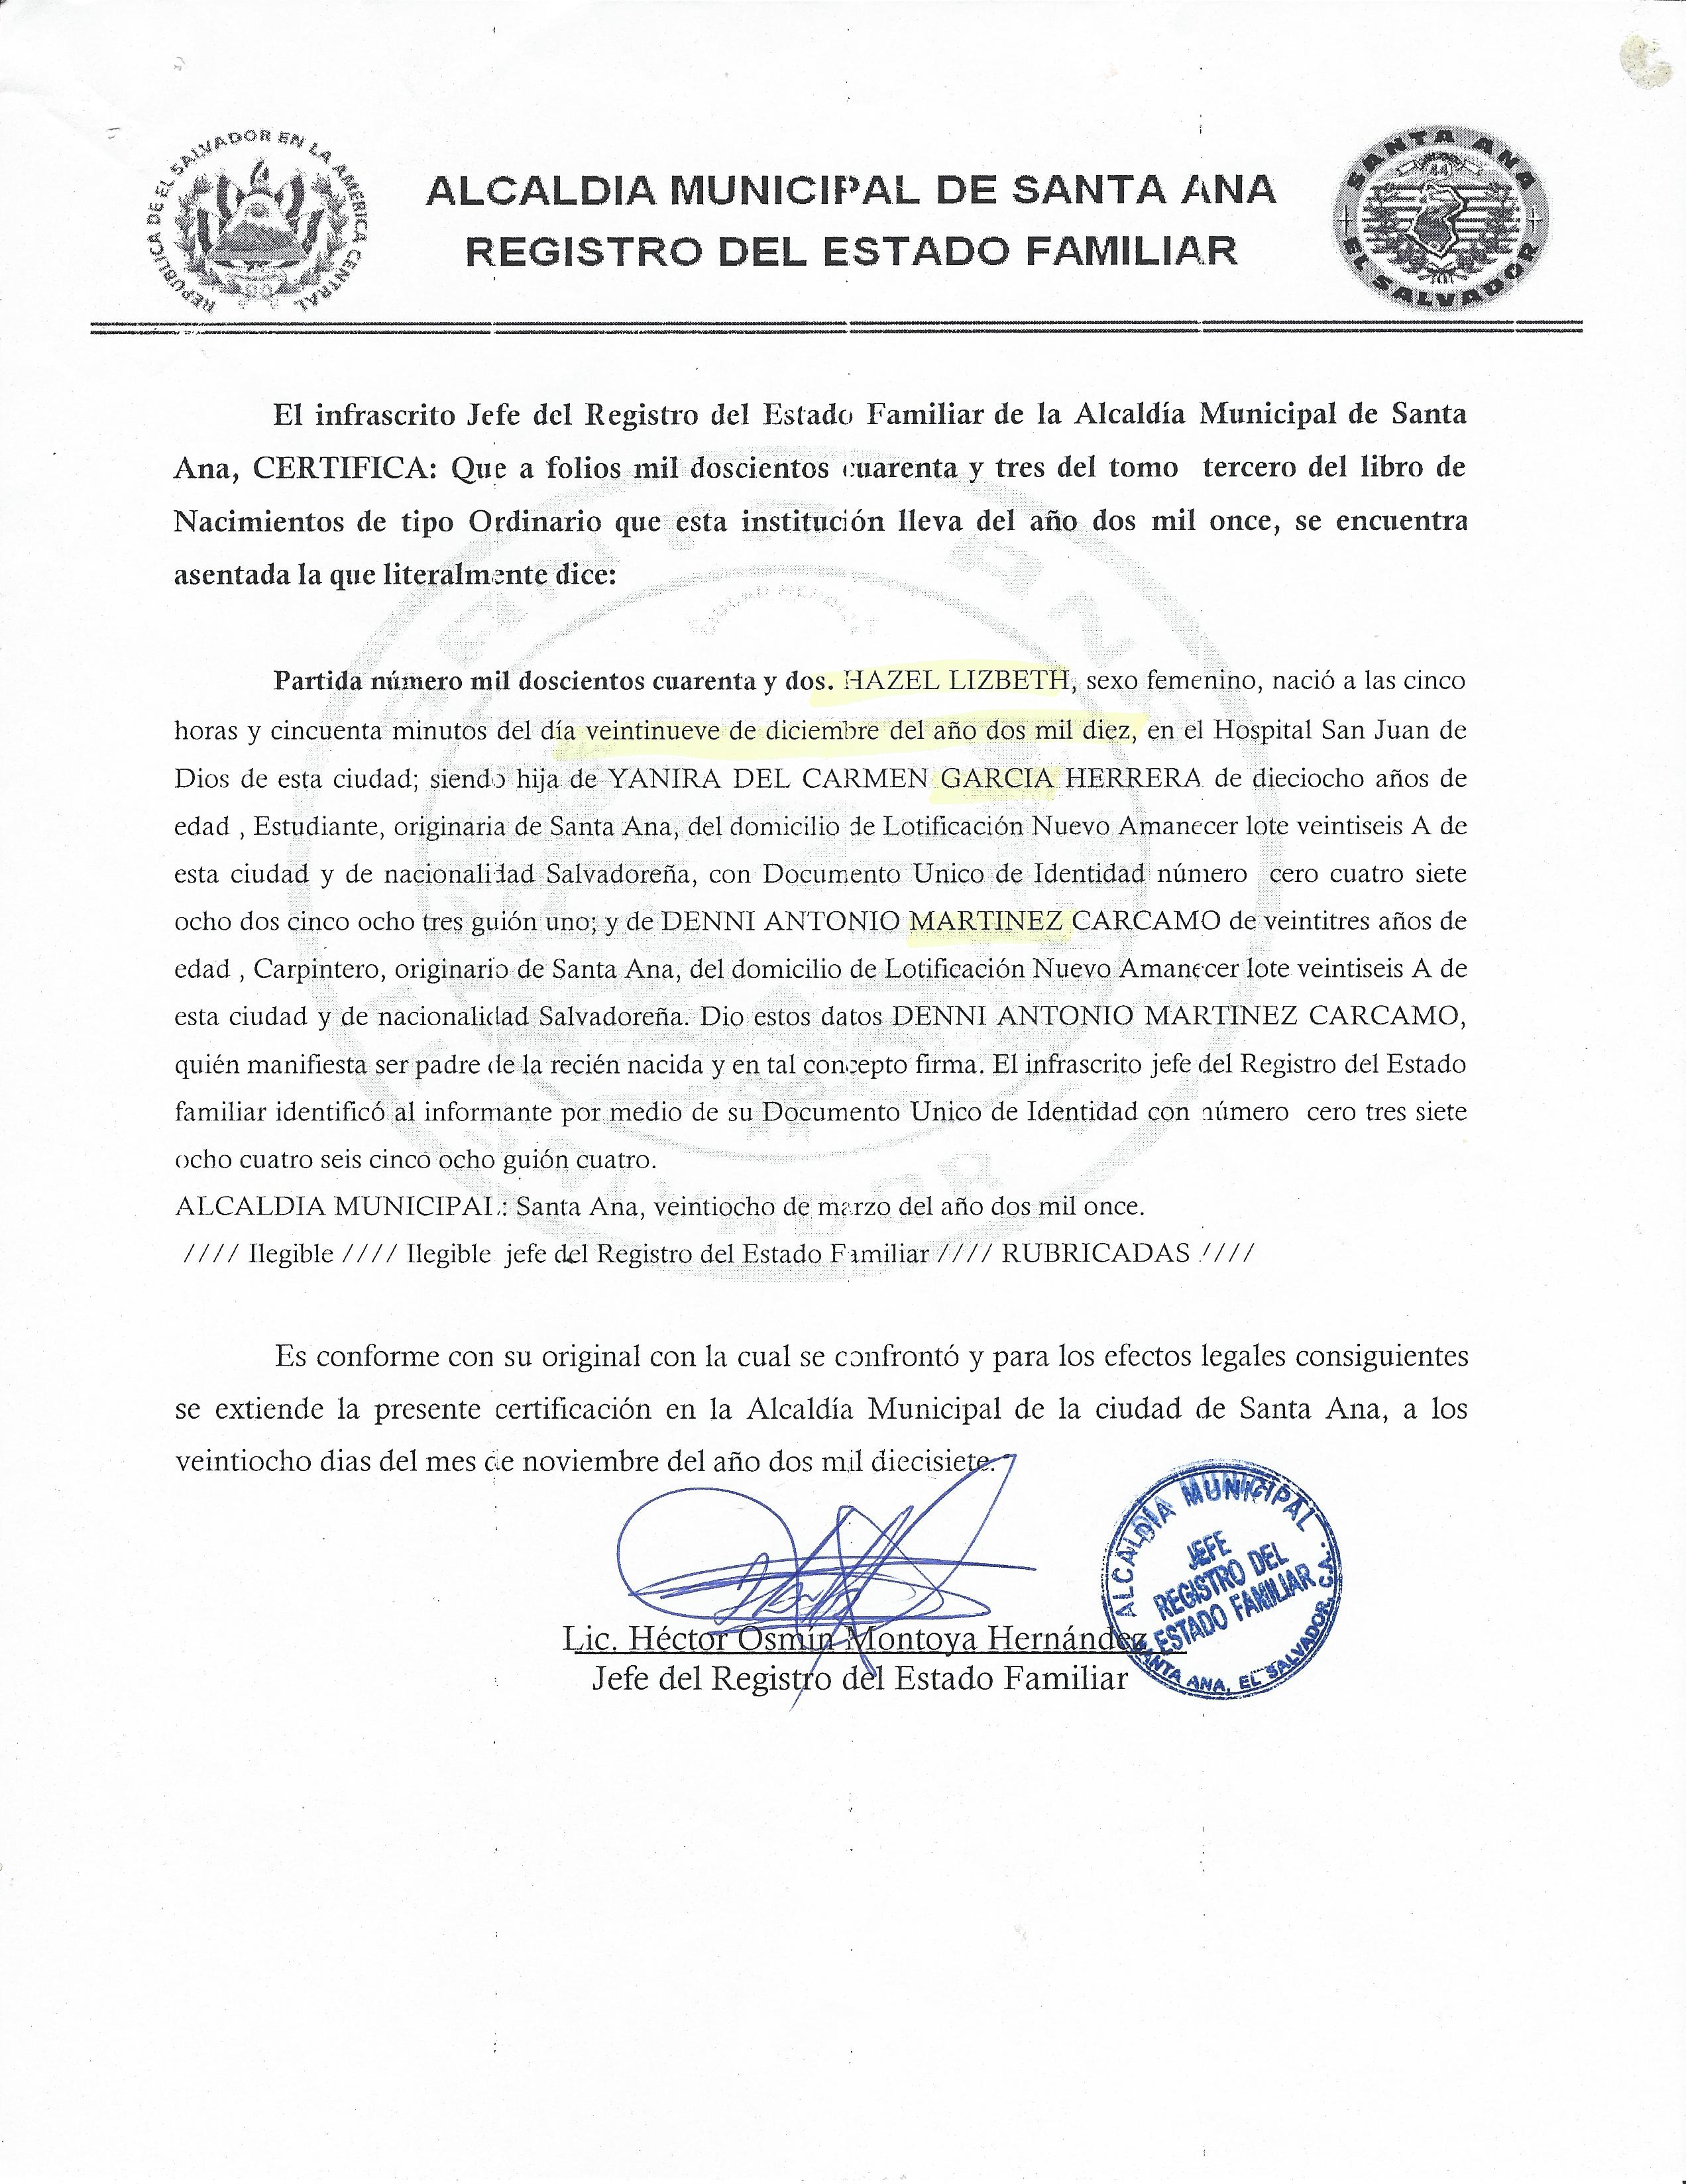 REPÚBLICA DE EL SALVADOR EN LA AMERICA CENTRAL
SANTA ANA
EL SALVADOR
ALCALDIA MUNICIPAL DE SANTA ANA
REGISTRO DEL ESTADO FAMILIAR
El infrascrito Jefe del Registro del Estado Familiar de la Alcaldía Municipal de Santa
Ana, CERTIFICA: Que a folios mil doscientos cuarenta y tres del tomo tercero del libro de
Nacimientos de tipo Ordinario que esta institución lleva del año dos mil once, se encuentra
asentada la que literalmente dice:
Partida número mil doscientos cuarenta y dos. HAZEL LIZBETH, sexo femenino, nació a las cinco
horas y cincuenta minutos del día veintinueve de diciembre del año dos mil diez, en el Hospital San Juan de
Dios de esta ciudad; siendo hija de YANIRA DEL CARMEN GARCIA HERRERA de dieciocho años de
edad , Estudiante, originaria de Santa Ana, del domicilio de Lotificación Nuevo Amanecer lote veintiseis A de
esta ciudad y de nacionalidad Salvadoreña, con Documento Unico de Identidad número cero cuatro siete
ocho dos cinco ocho tres guión uno; y de DENNI ANTONIO MARTINEZ CARCAMO de veintitres años de
edad , Carpintero, originario de Santa Ana, del domicilio de Lotificación Nuevo Amanecer lote veintiseis A de
esta ciudad y de nacionalidad Salvadoreña. Dio estos datos DENNI ANTONIO MARTINEZ CARCAMO,
quién manifiesta ser padre de la recién nacida y en tal concepto firma. El infrascrito jefe del Registro del Estado
familiar identificó al informante por medio de su Documento Unico de Identidad con número cero tres siete
ocho cuatro seis cinco ocho guión cuatro.
ALCALDIA MUNICIPAL: Santa Ana, veintiocho de marzo del año dos mil once.
//// Ilegible //// Ilegible jefe del Registro del Estado Familiar //// RUBRICADAS ////
Es conforme con su original con la cual se confrontó y para los efectos legales consiguientes
se extiende la presente certificación en la Alcaldía Municipal de la ciudad de Santa Ana, a los
veintiocho dias del mes de noviembre del año dos mil diecisiete.
Lic. Héctor Osmín Montoya Hernández
Jefe del Registro del Estado Familiar
ALCALDÍA MUNICIPAL
JEFE
REGISTRO DEL
ESTADO FAMILIAR
SANTA ANA, EL SALVADOR, C.A.